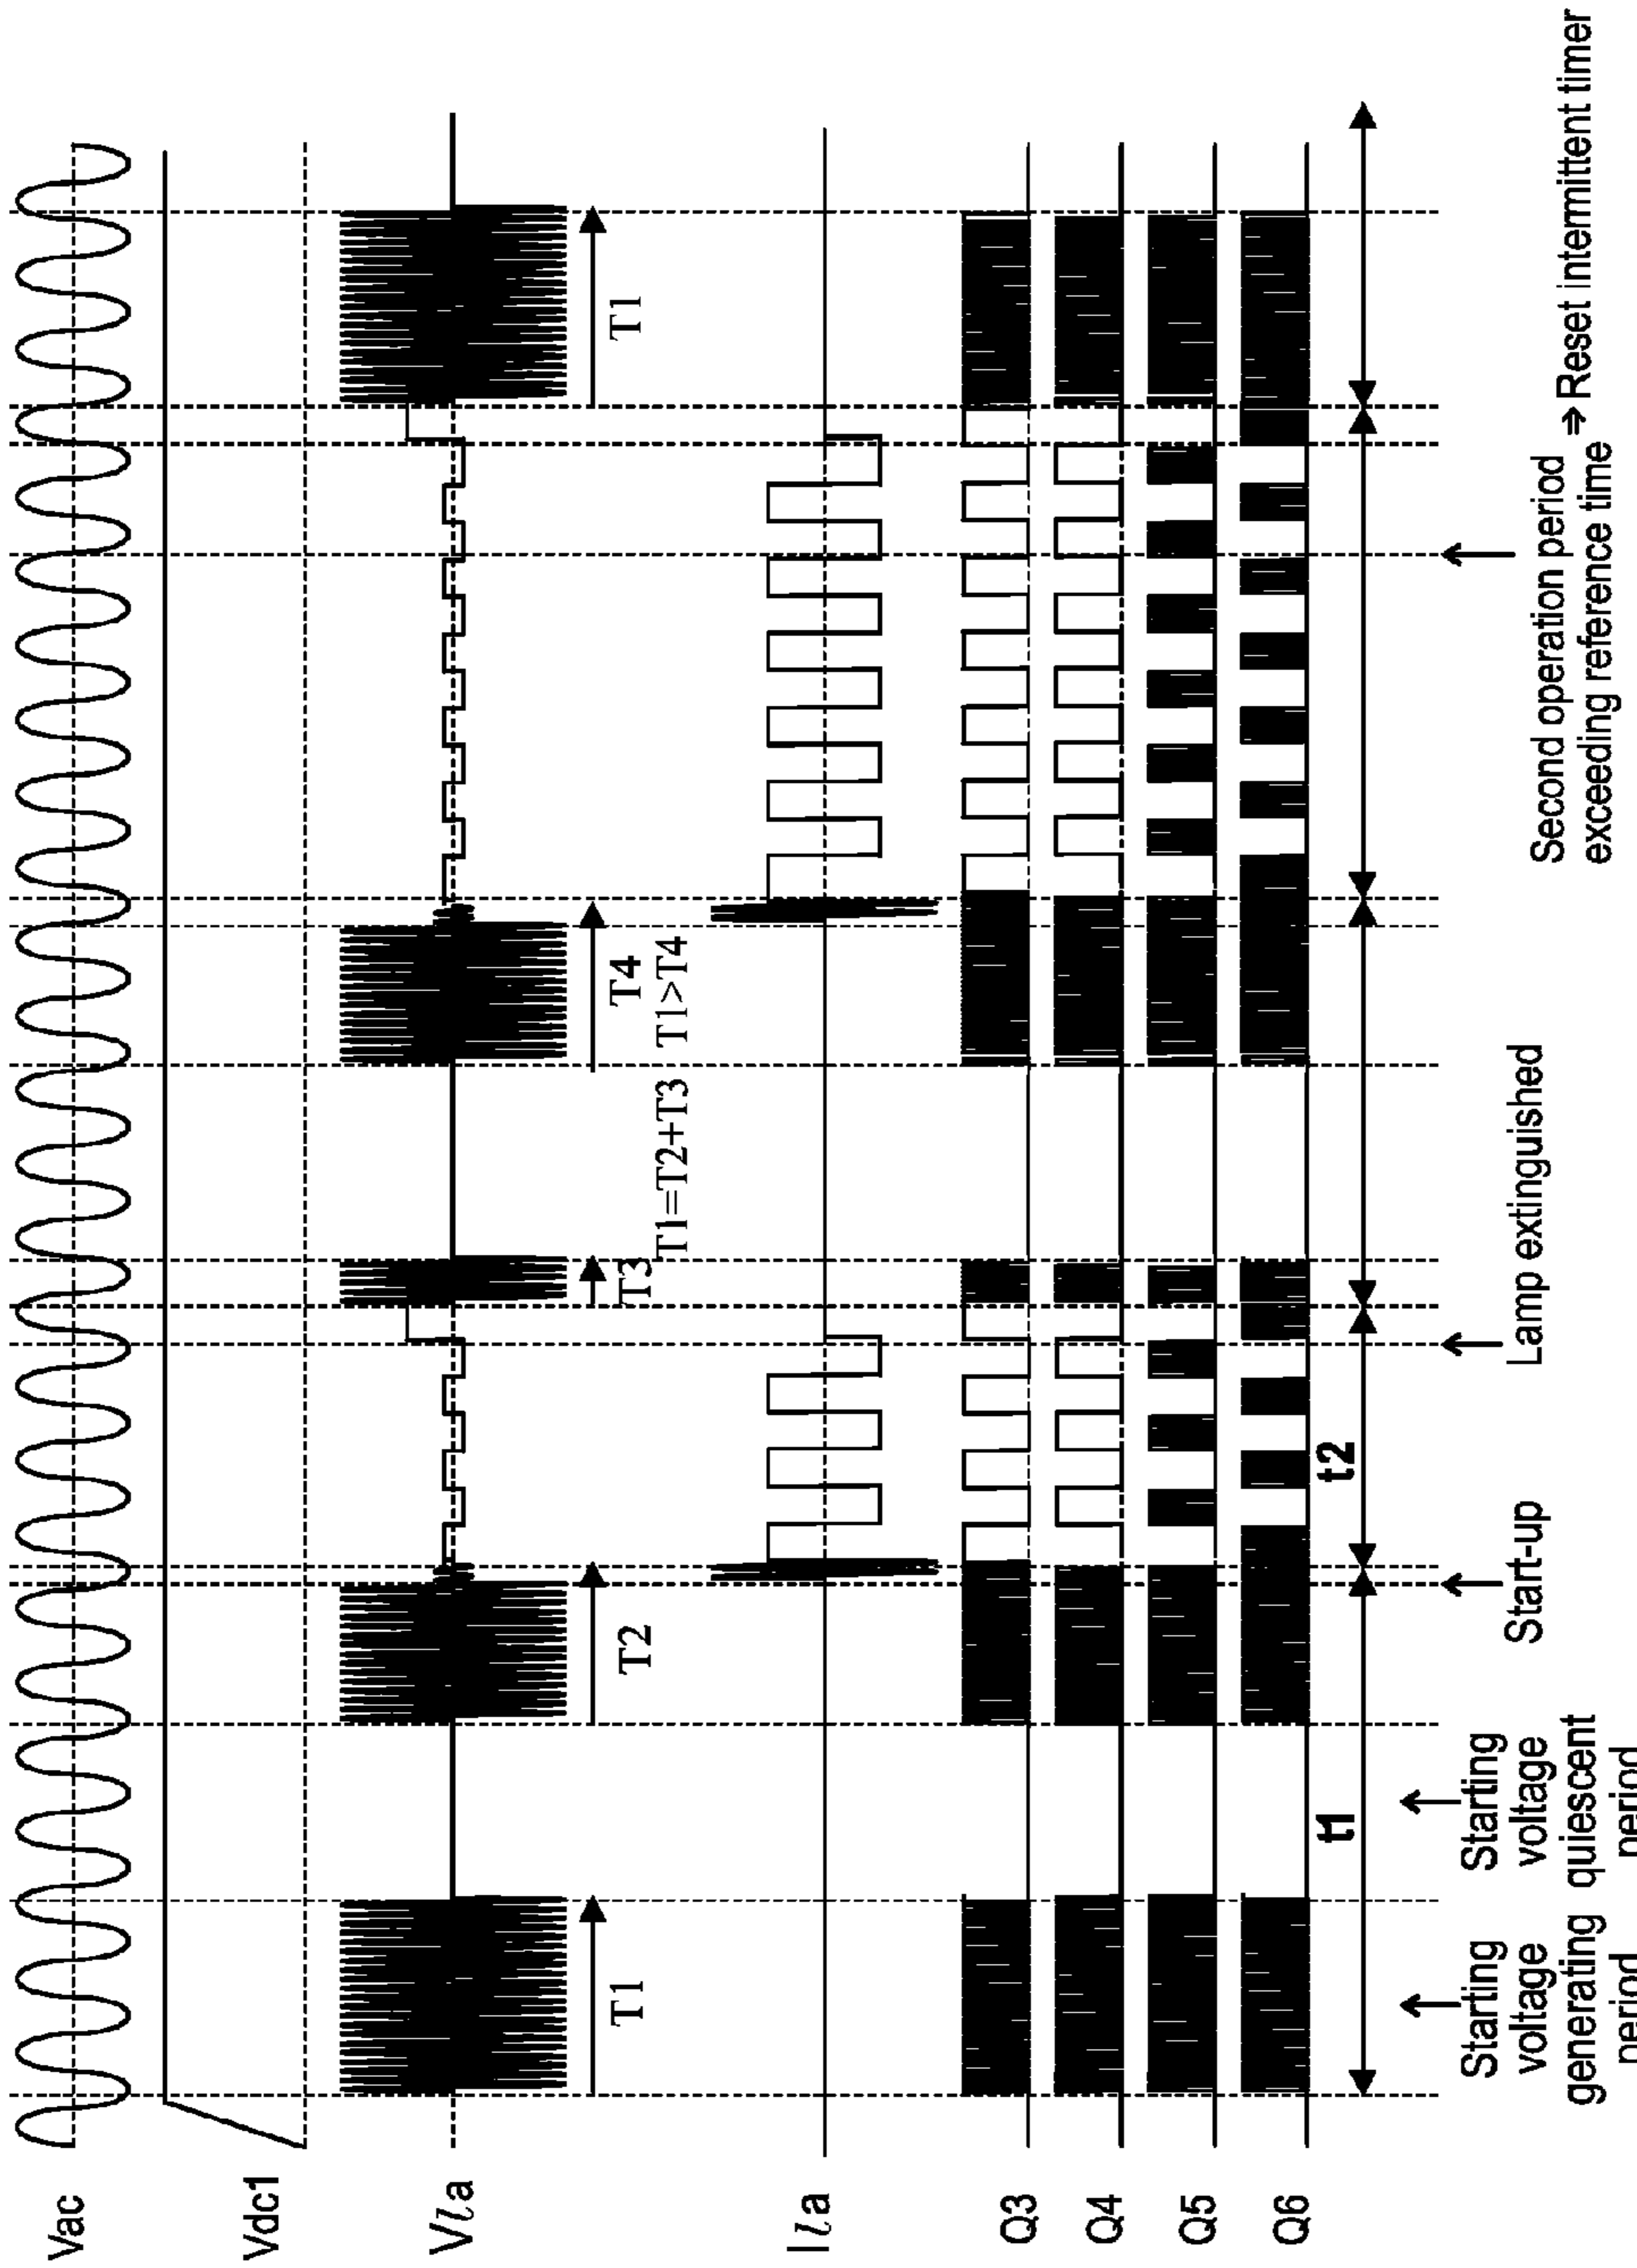 Vac
Vdc1
Vla
Ila
Q3
Q4
Q5
Q6
T1
T2
T3
T4
T1
T1=T2+T3
T1>T4
t1
t2
Starting
voltage
generating
period
Starting
voltage
quiescent
period
Start-up
Lamp extinguished
Second operation period
exceeding reference time
⇒ Reset intermittent timer